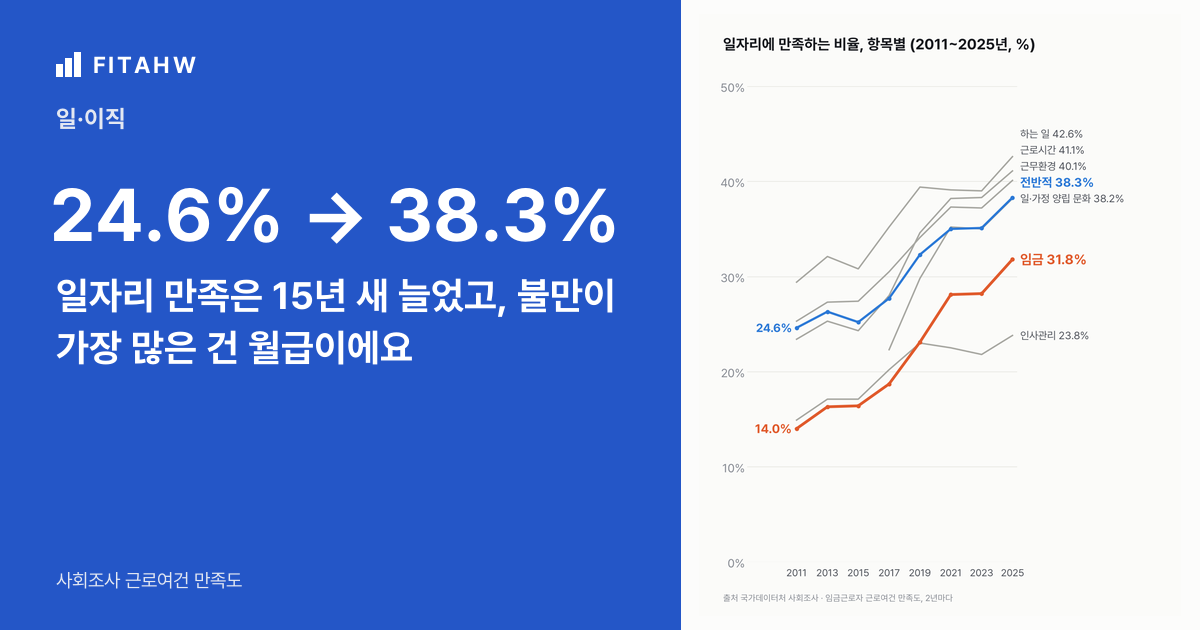 FITAHW
일·이직
24.6% → 38.3%
일자리 만족은 15년 새 늘었고, 불만이
가장 많은 건 월급이에요
사회조사 근로여건 만족도
일자리에 만족하는 비율, 항목별 (2011~2025년, %)
50%
40%
30%
20%
10%
0%
하는 일 42.6%
근로시간 41.1%
근무환경 40.1%
전반적 38.3%
일·가정 양립 문화 38.2%
임금 31.8%
인사관리 23.8%
24.6%
14.0%
2011 2013 2015 2017 2019 2021 2023 2025
출처 국가데이터처 사회조사 · 임금근로자 근로여건 만족도, 2년마다